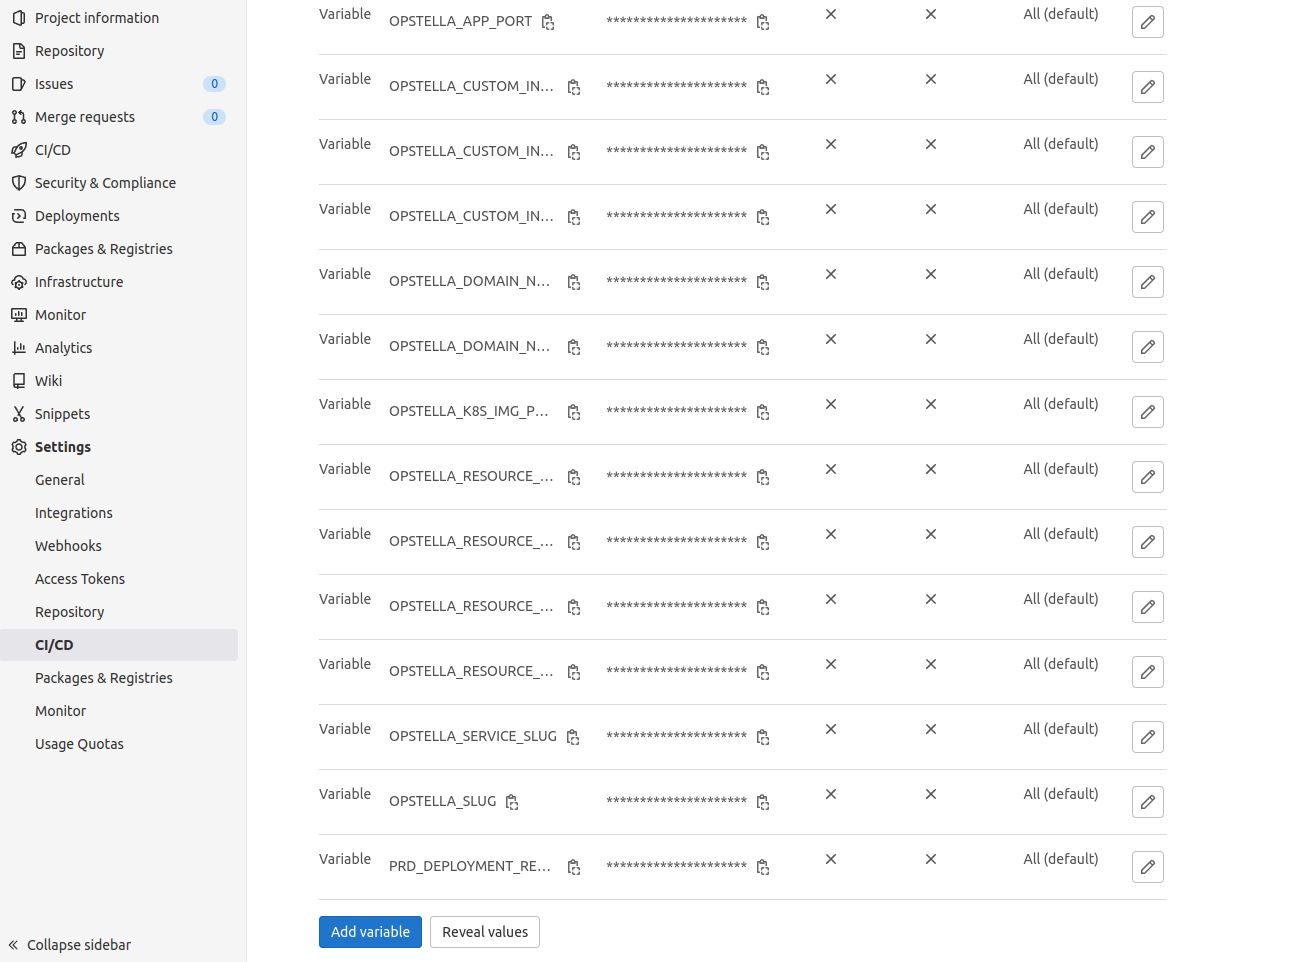 Project information
Repository
Issues 0
Merge requests 0
CI/CD
Security & Compliance
Deployments
Packages & Registries
Infrastructure
Monitor
Analytics
Wiki
Snippets
Settings
General
Integrations
Webhooks
Access Tokens
Repository
CI/CD
Packages & Registries
Monitor
Usage Quotas
Collapse sidebar
Variable OPSTELLA_APP_PORT ********************* All (default)
Variable OPSTELLA_CUSTOM_IN... ********************* All (default)
Variable OPSTELLA_CUSTOM_IN... ********************* All (default)
Variable OPSTELLA_CUSTOM_IN... ********************* All (default)
Variable OPSTELLA_DOMAIN_N... ********************* All (default)
Variable OPSTELLA_DOMAIN_N... ********************* All (default)
Variable OPSTELLA_K8S_IMG_P... ********************* All (default)
Variable OPSTELLA_RESOURCE_... ********************* All (default)
Variable OPSTELLA_RESOURCE_... ********************* All (default)
Variable OPSTELLA_RESOURCE_... ********************* All (default)
Variable OPSTELLA_RESOURCE_... ********************* All (default)
Variable OPSTELLA_SERVICE_SLUG ********************* All (default)
Variable OPSTELLA_SLUG ********************* All (default)
Variable PRD_DEPLOYMENT_RE... ********************* All (default)
Add variable Reveal values